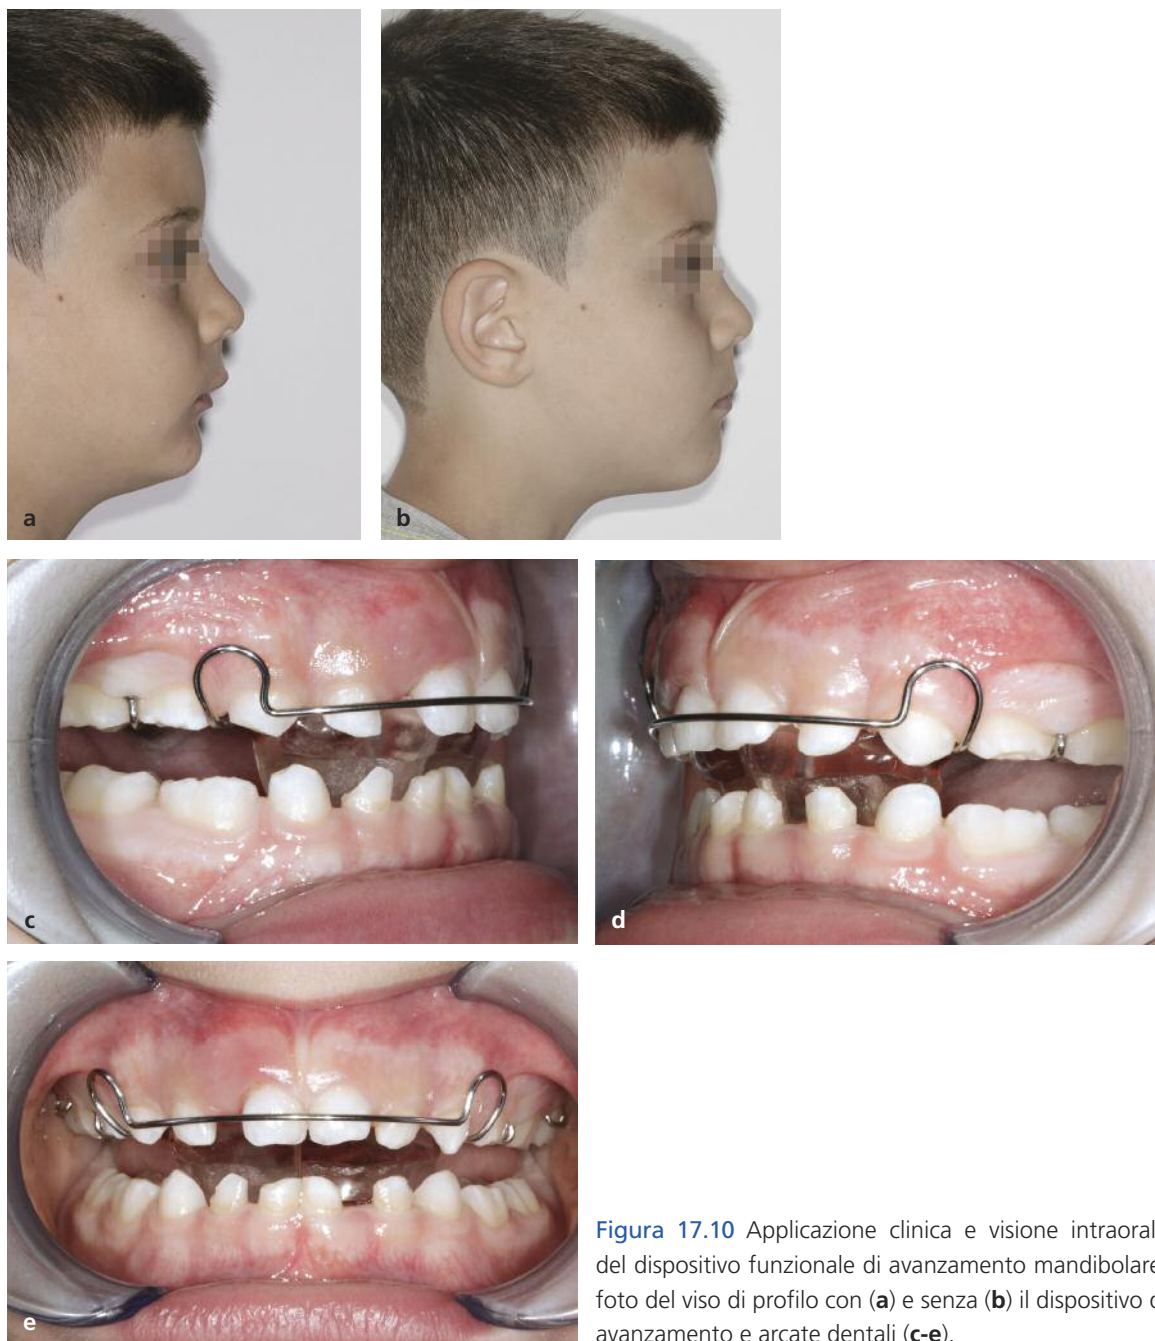 a
b
c
d
e
Figura 17.10 Applicazione clinica e visione
del dispositivo funzionale di avanzamento mandibolare
foto del viso di profilo con (a) e senza (b) il dispositivo
avanzamento e arcate dentali (c-e).